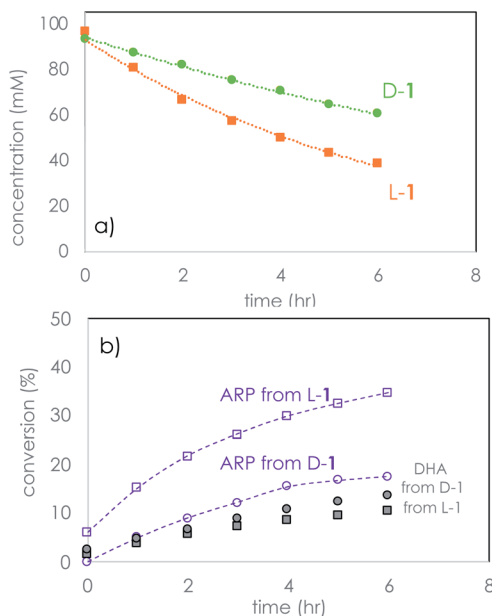 100
80
60
40
20
0
concentration (mM)
D-1
L-1
a)
0
2
4
6
8
time (hr)
50
40
30
20
10
0
conversion (%)
b)
ARP from L-1
ARP from D-1
DHA
from D-1
from L-1
0
2
4
6
8
time (hr)